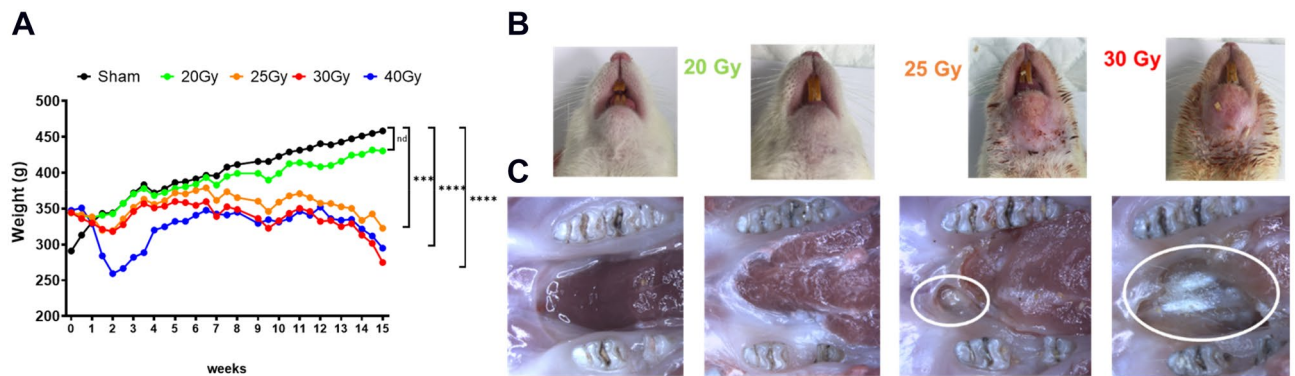 A
B
Sham 20Gy 25Gy 30Gy 40Gy
20 Gy
25 Gy
30 Gy
500
450
400
350
300
250
200
Weight (g)
nd
***
****
****
0 1 2 3 4 5 6 7 8 9 10 11 12 13 14 15
weeks
C